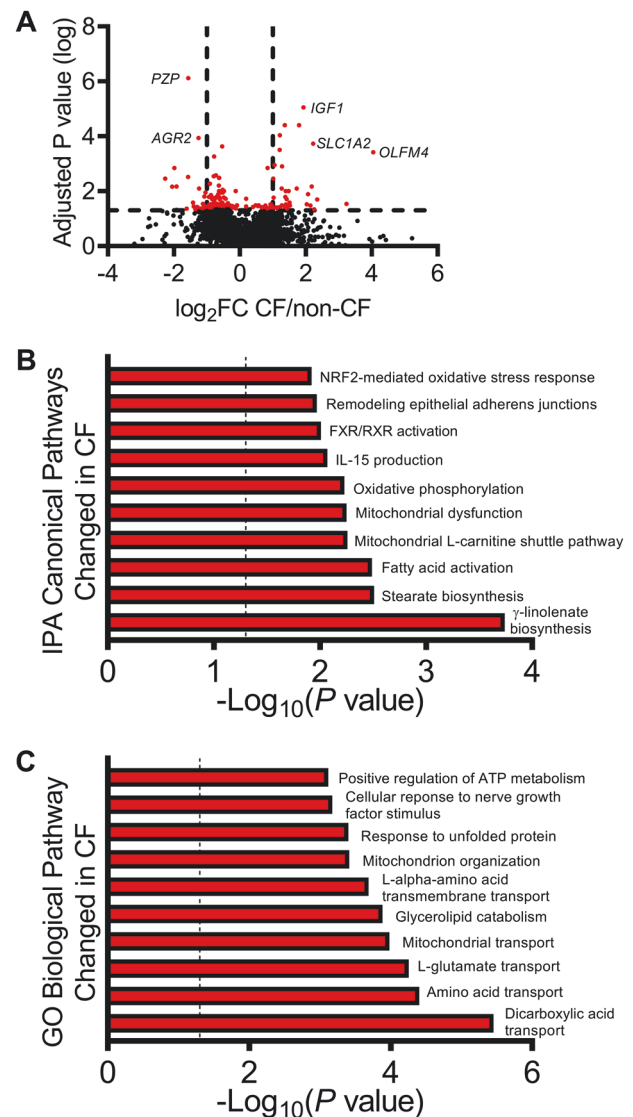 A
Adjusted P value (log)
8
6
4
2
0
PZP
IGF1
AGR2
SLC1A2
OLFM4
-4
-2
0
2
4
6
log2FC CF/non-CF
B
IPA Canonical Pathways
Changed in CF
NRF2-mediated oxidative stress response
Remodeling epithelial adherens junctions
FXR/RXR activation
IL-15 production
Oxidative phosphorylation
Mitochondrial dysfunction
Mitochondrial L-carnitine shuttle pathway
Fatty acid activation
Stearate biosynthesis
γ-linolenate
biosynthesis
0
1
2
3
4
-Log10(P value)
C
GO Biological Pathway
Changed in CF
Positive regulation of ATP metabolism
Cellular reponse to nerve growth
factor stimulus
Response to unfolded protein
Mitochondrion organization
L-alpha-amino acid
transmembrane transport
Glycerolipid catabolism
Mitochondrial transport
L-glutamate transport
Amino acid transport
Dicarboxylic acid
transport
0
2
4
6
-Log10(P value)